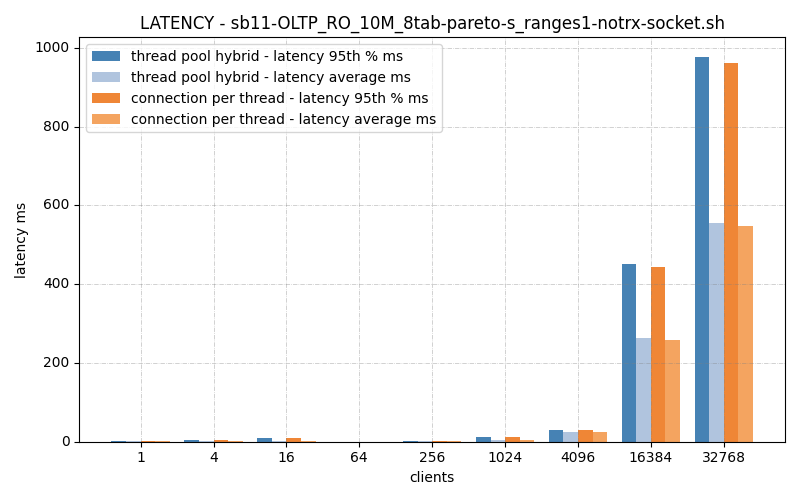 LATENCY - sb11-OLTP_RO_10M_8tab-pareto-s_ranges1-notrx-socket.sh
thread pool hybrid - latency 95th % ms
thread pool hybrid - latency average ms
connection per thread - latency 95th % ms
connection per thread - latency average ms
1000
800
600
400
200
0
latency ms
1 4 16 64 256 1024 4096 16384 32768
clients